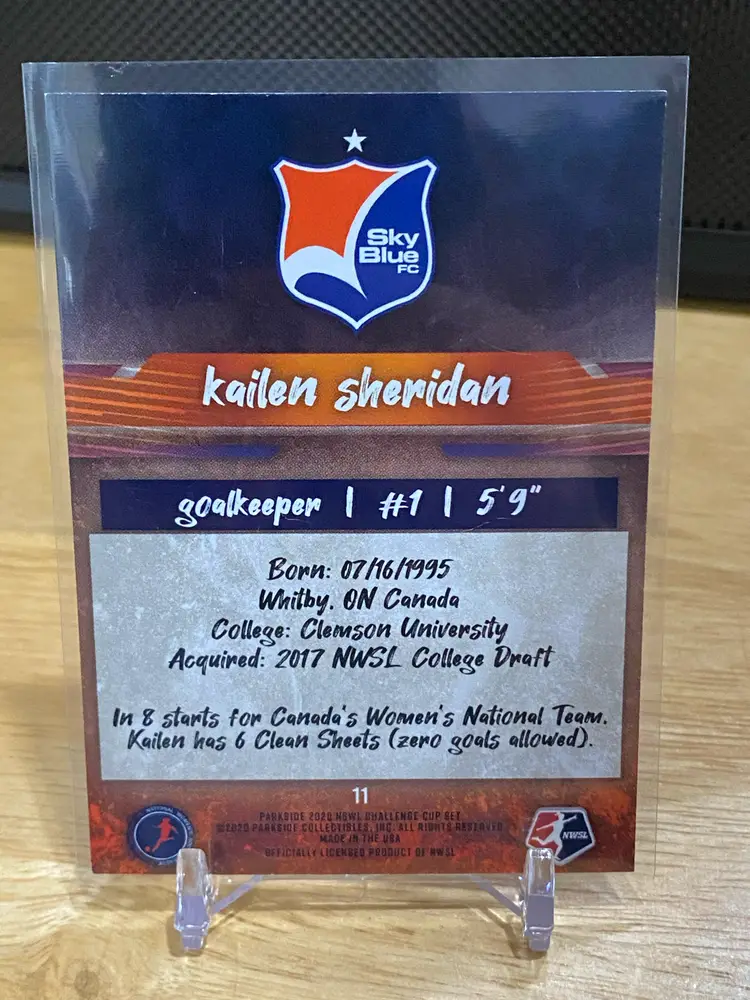 Sky
Blue
FC
kailen sheridan
goalkeeper | #1 | 5'9"
Born: 07/16/1995
Whitby, ON Canada
College: Clemson University
Acquired: 2017 NWSL College Draft
In 8 starts for Canada's Women's National Team,
Kailen has 6 Clean Sheets (zero goals allowed).
11
PARKSIDE 2020 NSWL CHALLENGE CUP SET
©2020 PARKSIDE COLLECTIBLES, INC. ALL RIGHTS RESERVED
MADE IN THE USA
OFFICIALLY LICENSED PRODUCT OF NWSL
NWSL